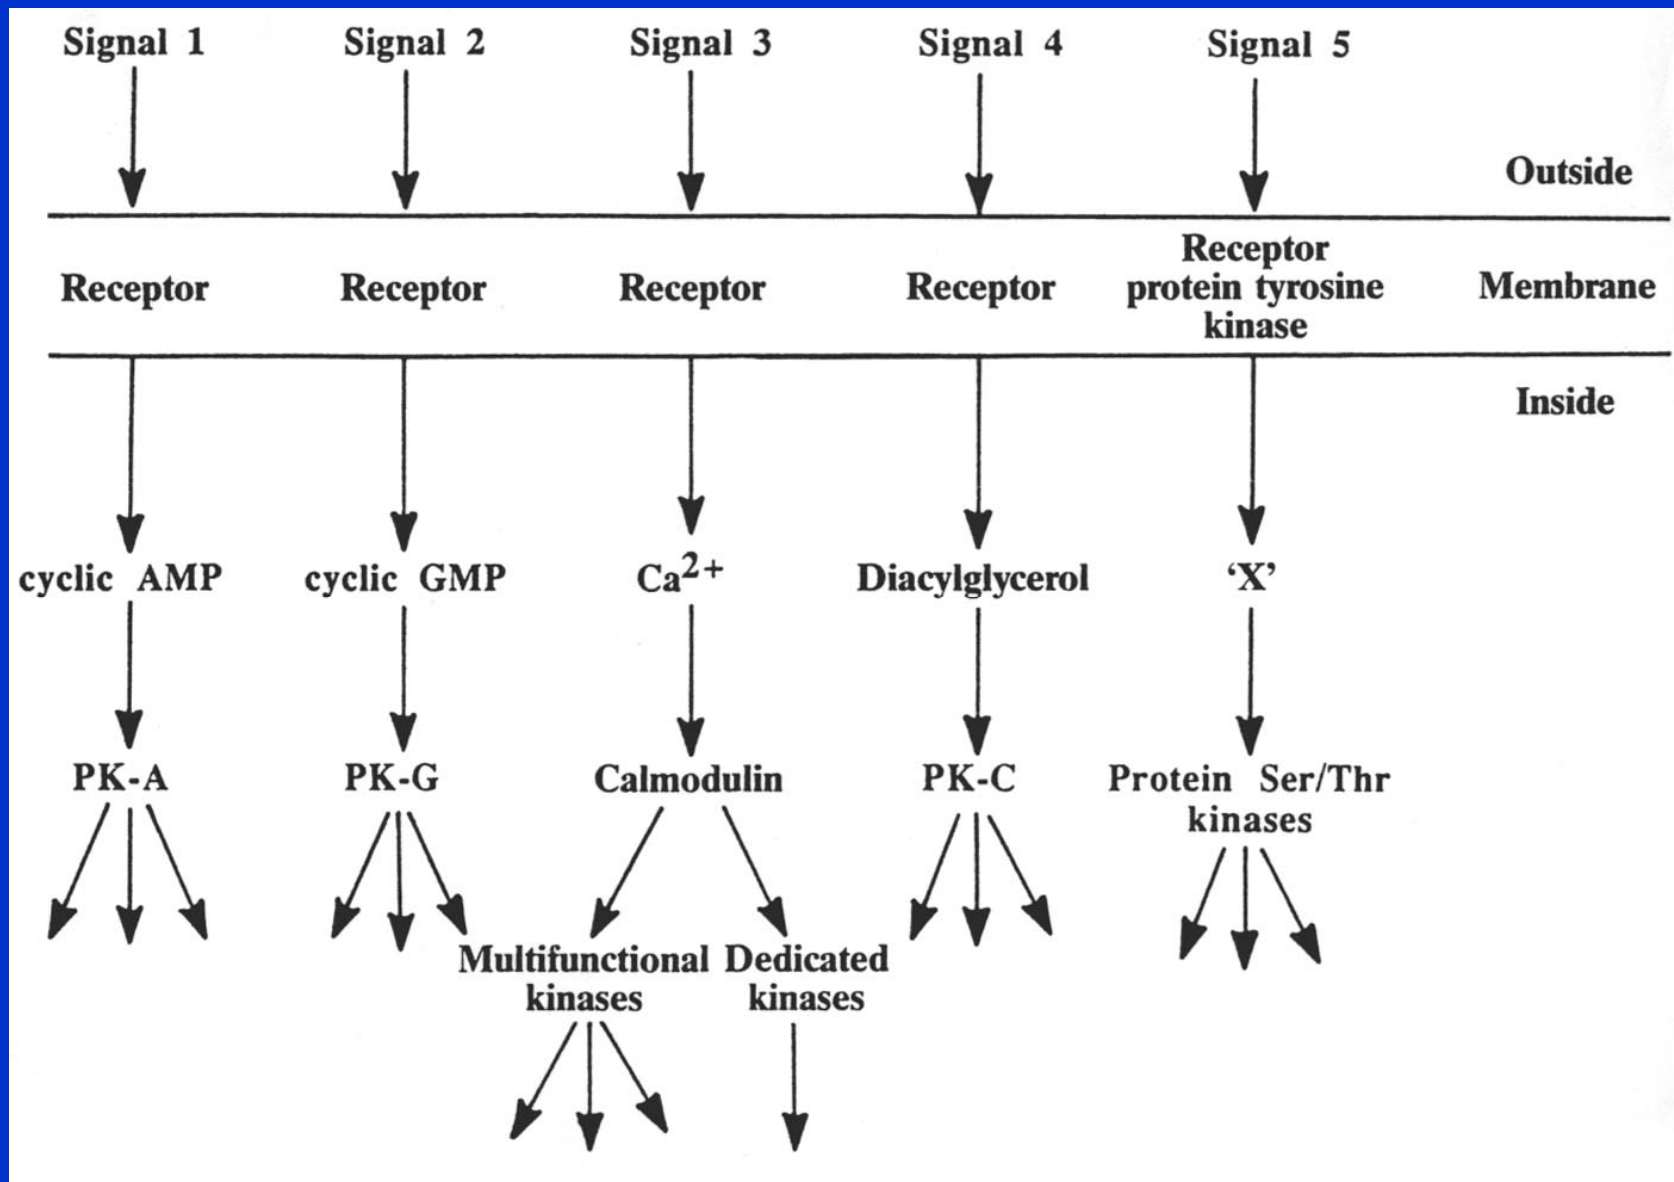 Signal 1 Signal 2 Signal 3 Signal 4 Signal 5
Outside
Receptor Receptor Receptor Receptor Receptor
protein tyrosine
kinase
Membrane
Inside
cyclic AMP cyclic GMP Ca2+ Diacylglycerol ‘X’
PK-A PK-G Calmodulin PK-C Protein Ser/Thr
kinases
Multifunctional Dedicated
kinases kinases